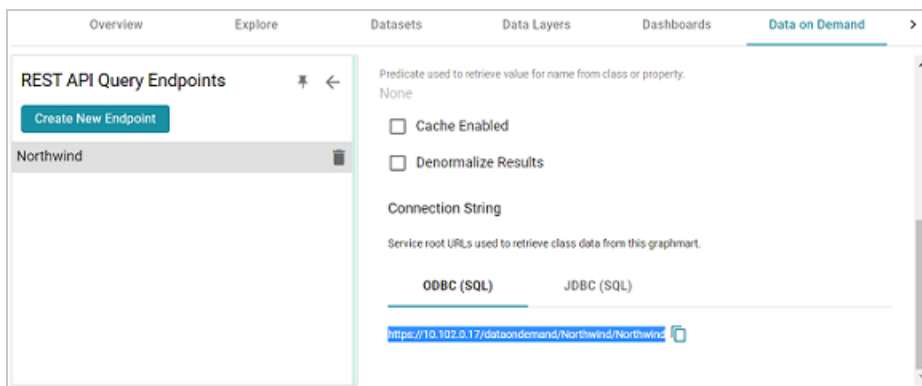 Overview Explore Datasets Data Layers Dashboards Data on Demand
REST API Query Endpoints
Create New Endpoint
Northwind
Predicate used to retrieve value for name from class or property.
None
Cache Enabled
Denormalize Results
Connection String
Service root URLs used to retrieve class data from this graphmart.
ODBC (SQL) JDBC (SQL)
https://10.102.0.17/dataondemand/Northwind/Northwind